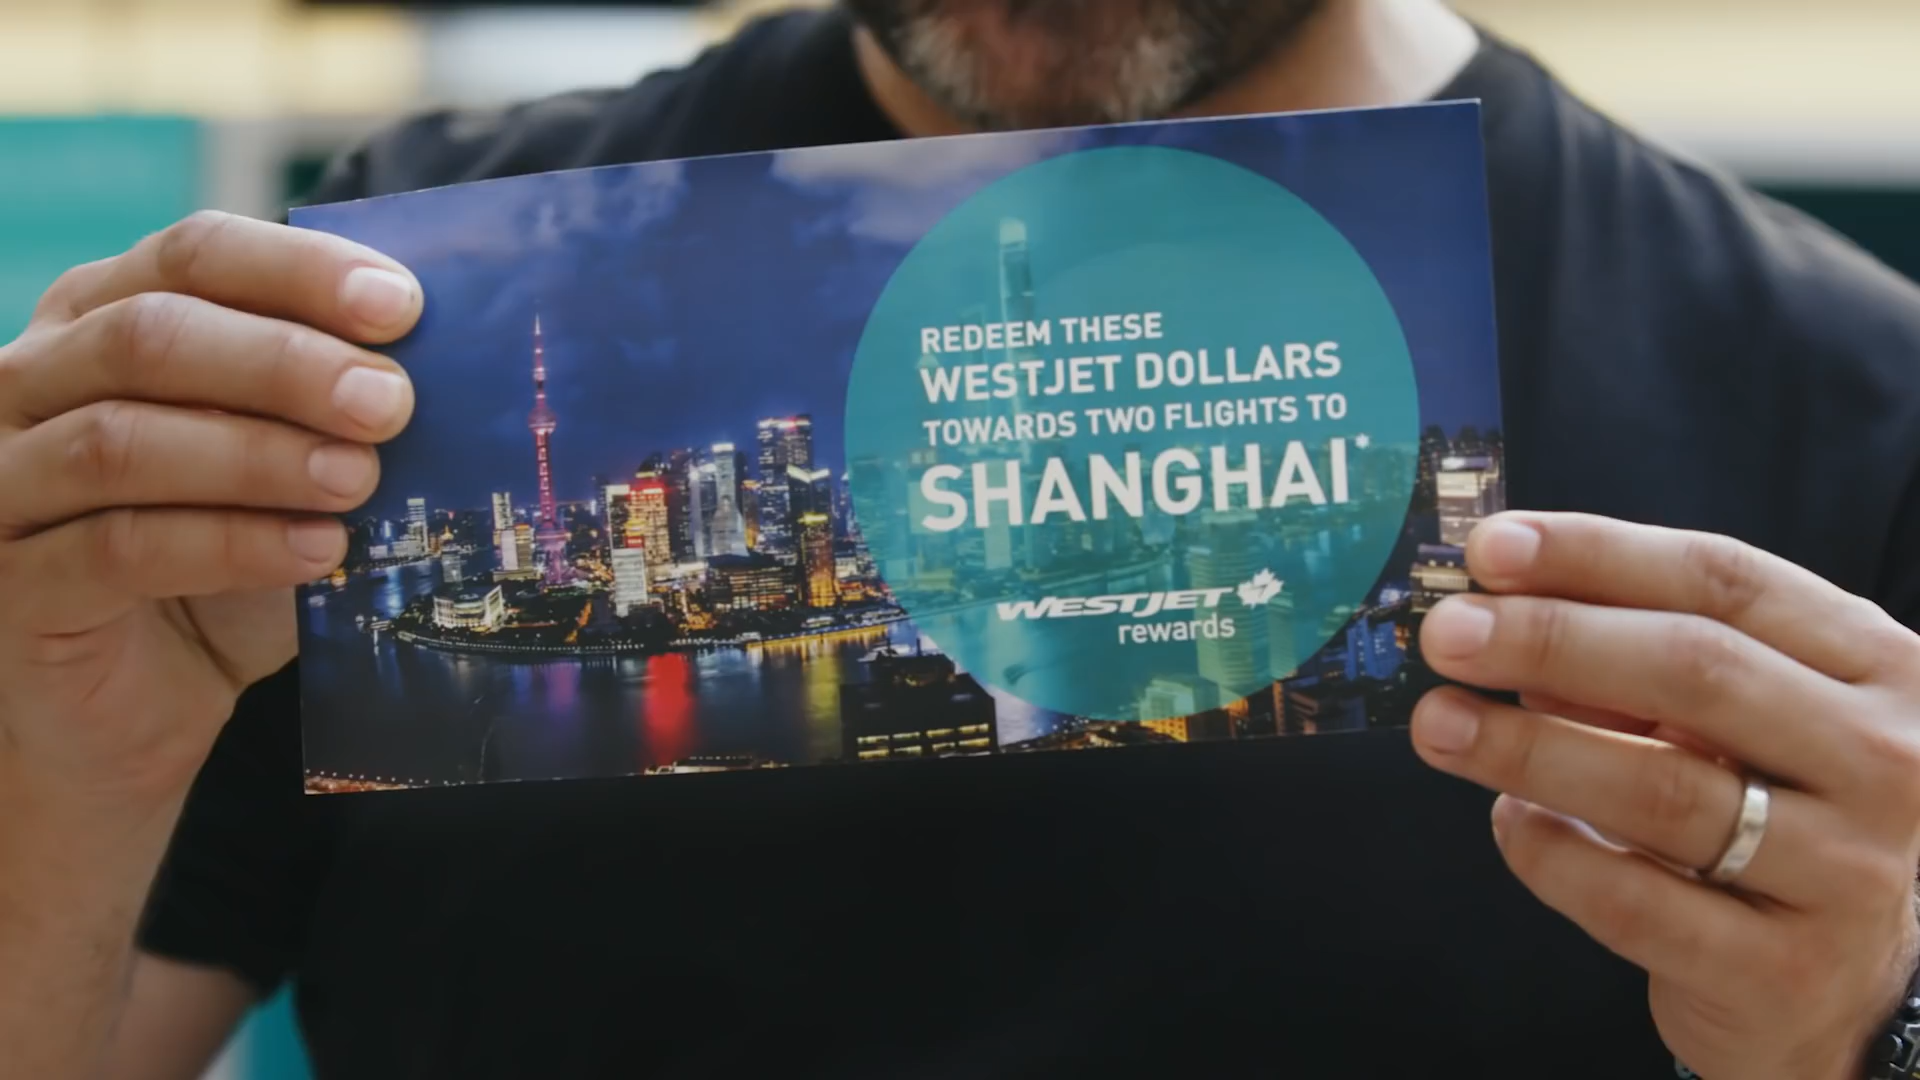 REDEEM THESE
WESTJET DOLLARS
TOWARDS TWO FLIGHTS TO
SHANGHAI*
WESTJET
rewards